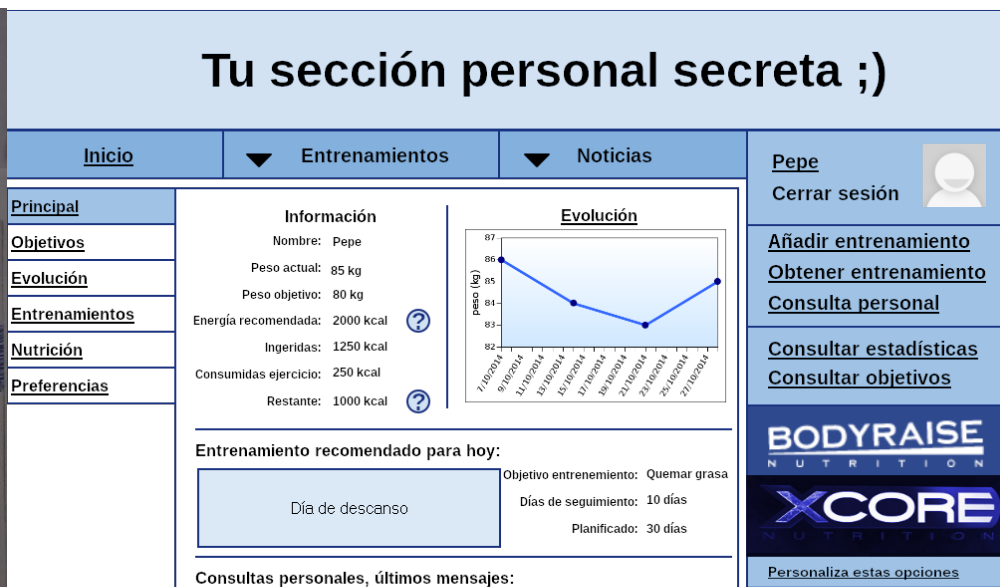 Tu sección personal secreta ;)
Inicio
Entrenamientos
Noticias
Pepe
Cerrar sesión
Principal
Objetivos
Evolución
Entrenamientos
Nutrición
Preferencias
Información
Nombre: Pepe
Peso actual: 85 kg
Peso objetivo: 80 kg
Energía recomendada: 2000 kcal ?
Ingeridas: 1250 kcal
Consumidas ejercicio: 250 kcal
Restante: 1000 kcal ?
Evolución
peso (kg)
87
86
85
84
83
82
7/10/2014
9/10/2014
11/10/2014
13/10/2014
15/10/2014
17/10/2014
19/10/2014
21/10/2014
23/10/2014
25/10/2014
27/10/2014
Añadir entrenamiento
Obtener entrenamiento
Consulta personal
Consultar estadísticas
Consultar objetivos
BODYRAISE
NUTRITION
XCORE
NUTRITION
Personaliza estas opciones
Entrenamiento recomendado para hoy:
Día de descanso
Objetivo entrenemiento: Quemar grasa
Días de seguimiento: 10 días
Planificado: 30 días
Consultas personales, últimos mensajes: